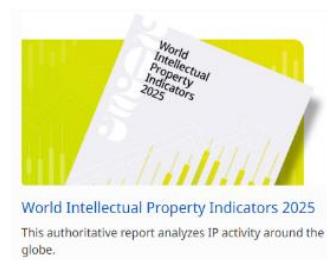 World
Intellectual
Property
Indicators
2025
World Intellectual Property Indicators 2025
This authoritative report analyzes IP activity around the
globe.